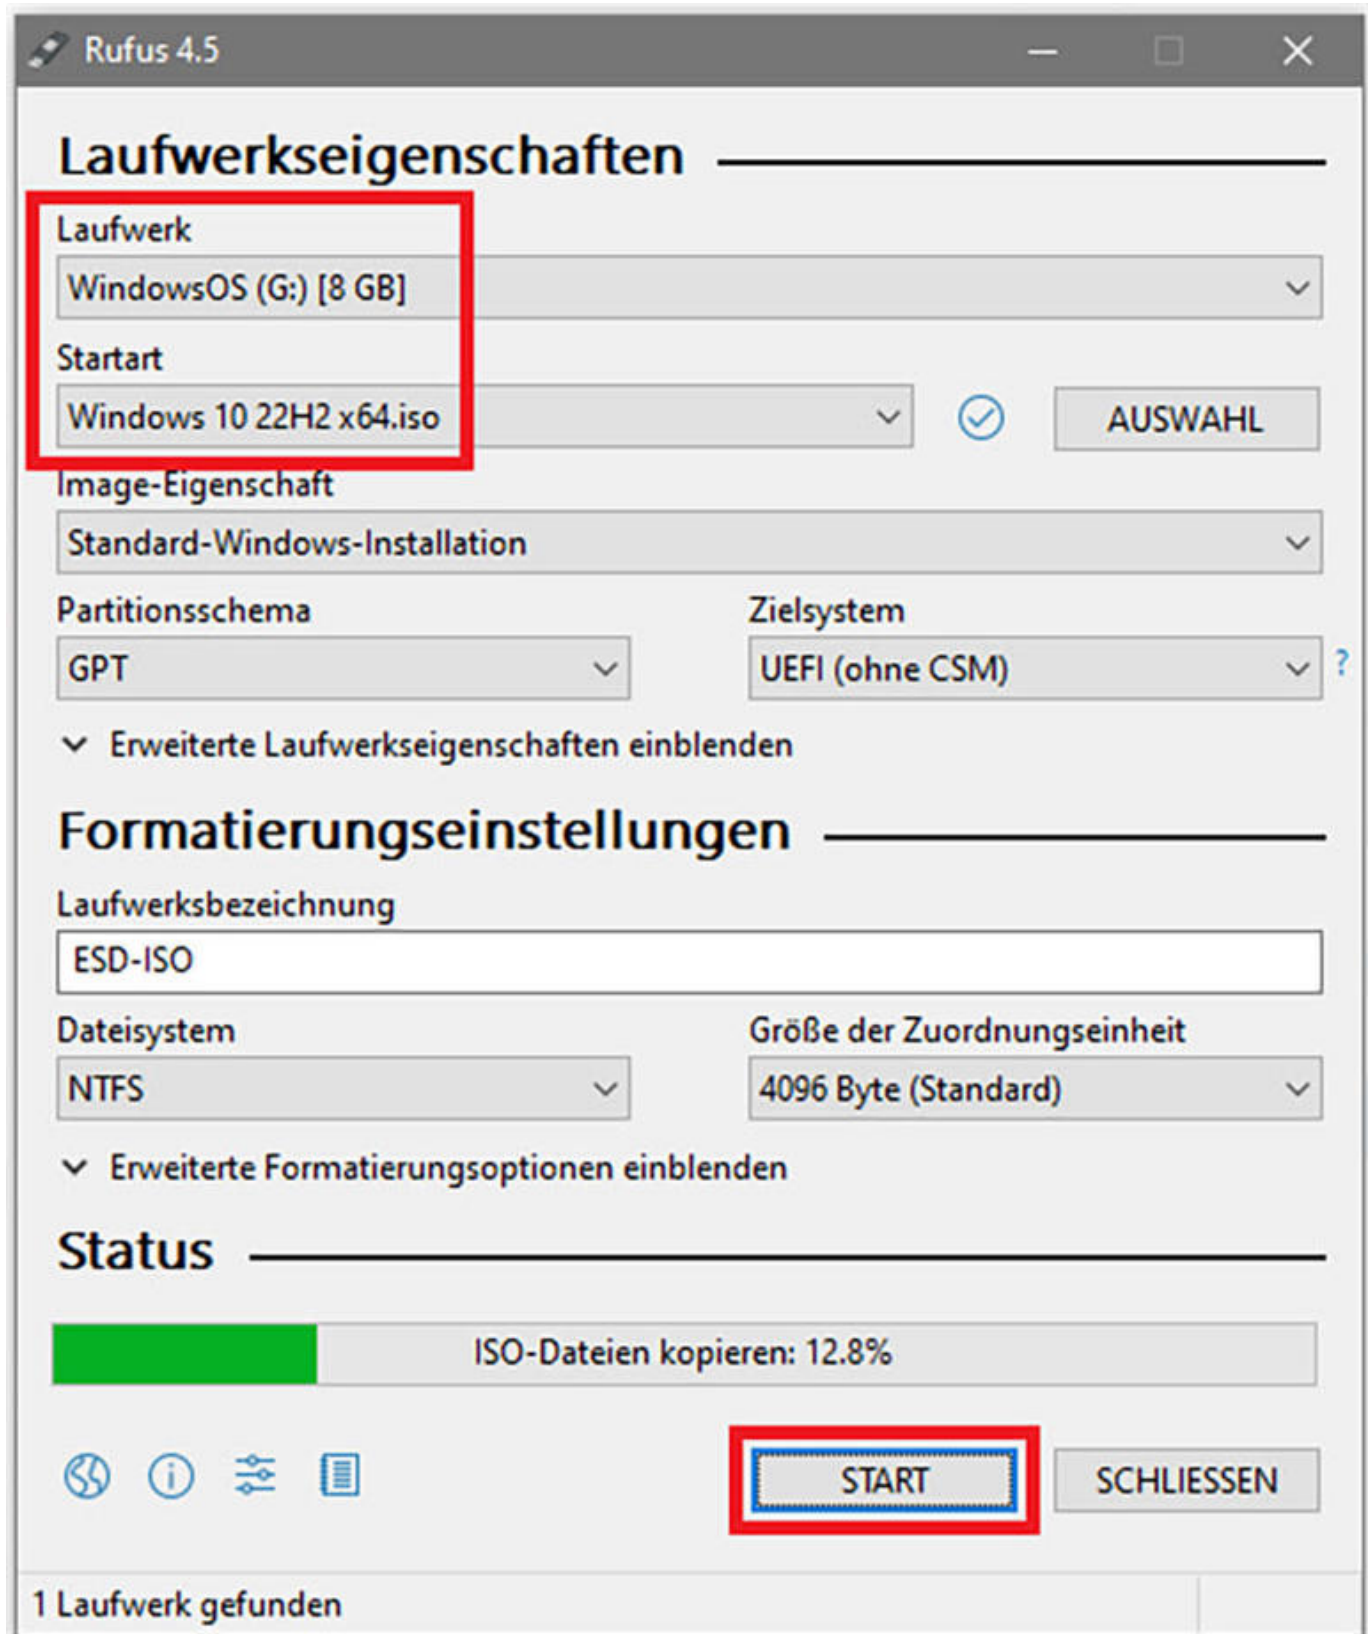 Rufus 4.5
Laufwerkseigenschaften
Laufwerk
WindowsOS (G:) [8 GB]
Startart
Windows 10 22H2 x64.iso
AUSWAHL
Image-Eigenschaft
Standard-Windows-Installation
Partitionsschema Zielsystem
GPT UEFI (ohne CSM) ?
Erweiterte Laufwerkseigenschaften einblenden
Formatierungseinstellungen
Laufwerksbezeichnung
ESD-ISO
Dateisystem Größe der Zuordnungseinheit
NTFS 4096 Byte (Standard)
Erweiterte Formatierungsoptionen einblenden
Status
ISO-Dateien kopieren: 12.8%
START SCHLIESSEN
1 Laufwerk gefunden